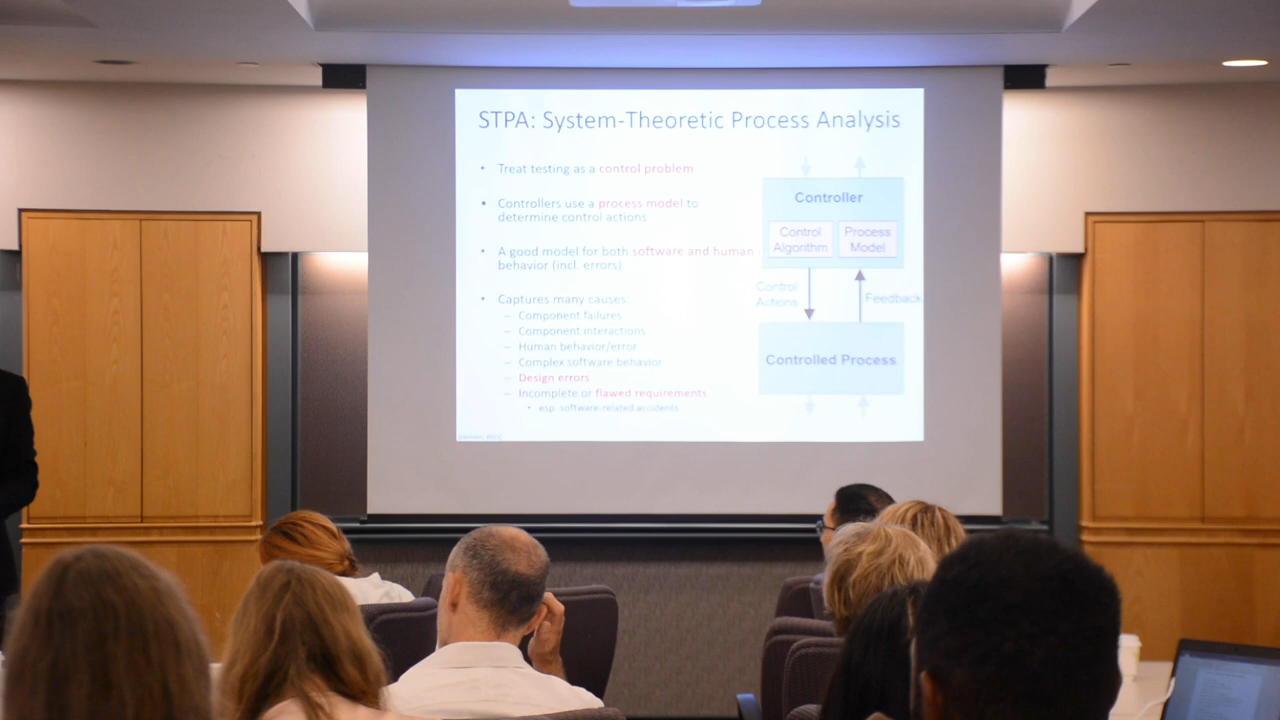 STPA: System-Theoretic Process Analysis
• Treat testing as a control problem
• Controllers use a process model to
determine control actions
• A good model for both software and human
behavior (incl. errors)
• Captures many causes:
– Component failures
– Component interactions
– Human behavior/error
– Complex software behavior
– Design errors
– Incomplete or flawed requirements
• esp. software-related accidents
Controller
Control
Algorithm
Process
Model
Control
Actions
Feedback
Controlled Process